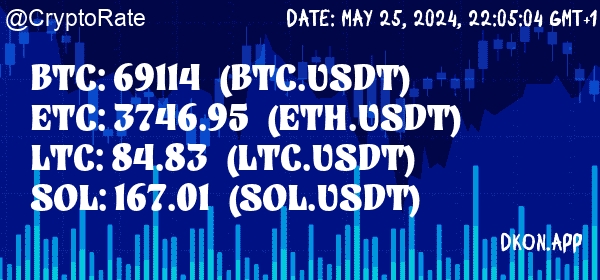 @CryptoRate
DATE: MAY 25, 2024, 22:05:04 GMT+1
BTC: 69114 (BTC.USDT)
ETC: 3746.95 (ETH.USDT)
LTC: 84.83 (LTC.USDT)
SOL: 167.01 (SOL.USDT)
DKON.APP